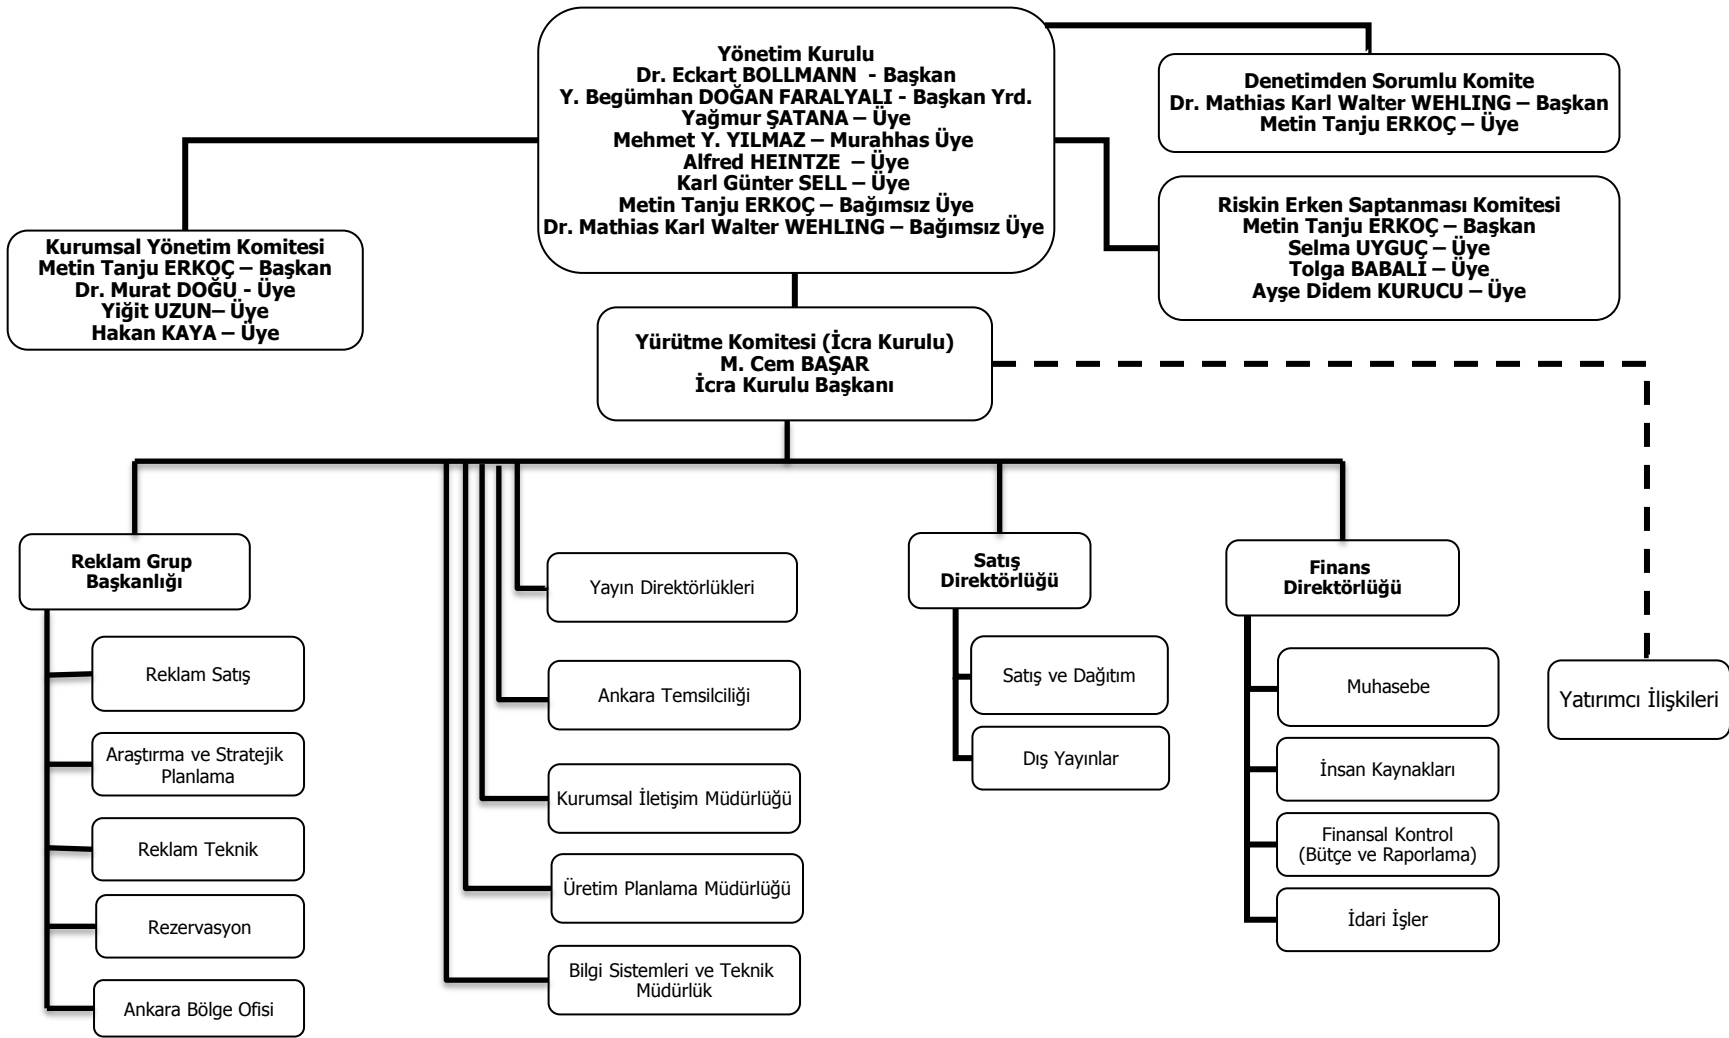 Yönetim Kurulu
Dr. Eckart BOLLMANN - Başkan
Y. Begümhan DOĞAN FARALYALI - Başkan Yrd.
Yağmur ŞATANA – Üye
Mehmet Y. YILMAZ – Murahhas Üye
Alfred HEINTZE – Üye
Karl Günter SELL – Üye
Metin Tanju ERKOÇ – Bağımsız Üye
Dr. Mathias Karl Walter WEHLING – Bağımsız Üye
Denetimden Sorumlu Komite
Dr. Mathias Karl Walter WEHLING – Başkan
Metin Tanju ERKOÇ – Üye
Riskin Erken Saptanması Komitesi
Metin Tanju ERKOÇ – Başkan
Selma UYGUÇ – Üye
Tolga BABALI – Üye
Ayşe Didem KURUCU – Üye
Kurumsal Yönetim Komitesi
Metin Tanju ERKOÇ – Başkan
Dr. Murat DOĞU - Üye
Yiğit UZUN– Üye
Hakan KAYA – Üye
Yürütme Komitesi (İcra Kurulu)
M. Cem BAŞAR
İcra Kurulu Başkanı
Reklam Grup
Başkanlığı
Reklam Satış
Araştırma ve Stratejik
Planlama
Reklam Teknik
Rezervasyon
Ankara Bölge Ofisi
Yayın Direktörlükleri
Ankara Temsilciliği
Kurumsal İletişim Müdürlüğü
Üretim Planlama Müdürlüğü
Bilgi Sistemleri ve Teknik
Müdürlük
Satış
Direktörlüğü
Satış ve Dağıtım
Dış Yayınlar
Finans
Direktörlüğü
Muhasebe
İnsan Kaynakları
Finansal Kontrol
(Bütçe ve Raporlama)
İdari İşler
Yatırımcı İlişkileri